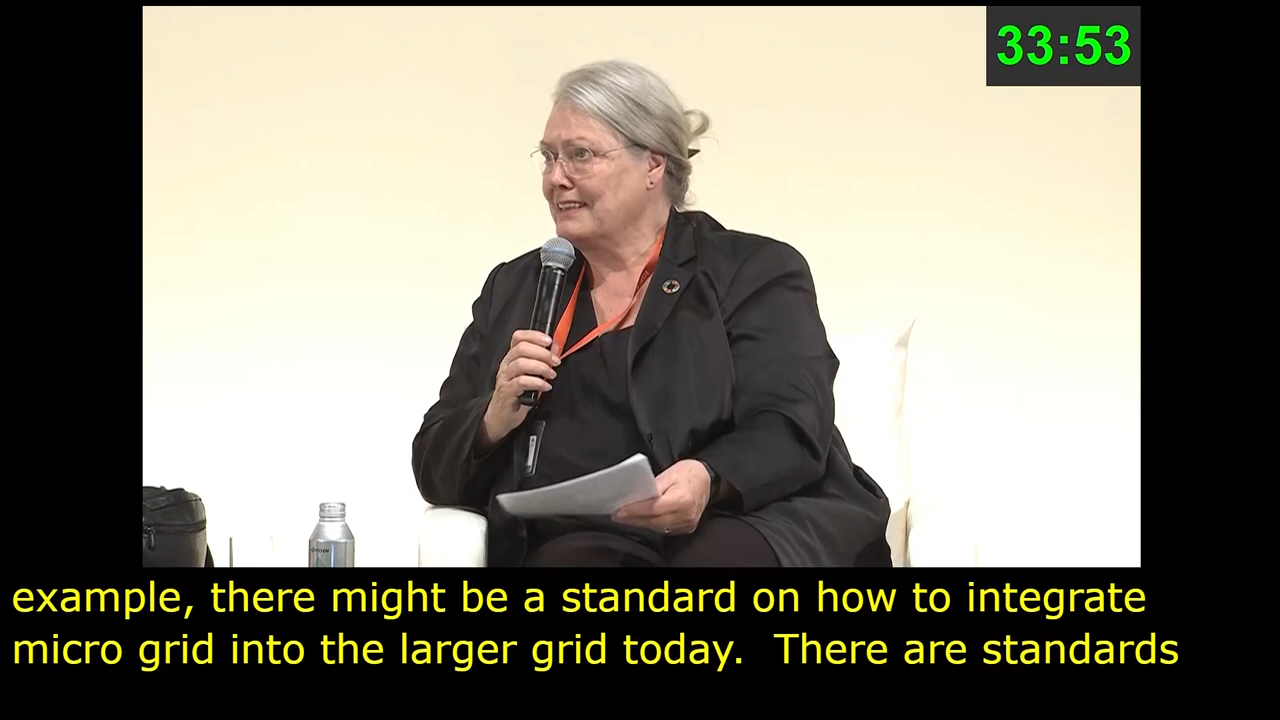 33:53
example, there might be a standard on how to integrate
micro grid into the larger grid today.  There are standards